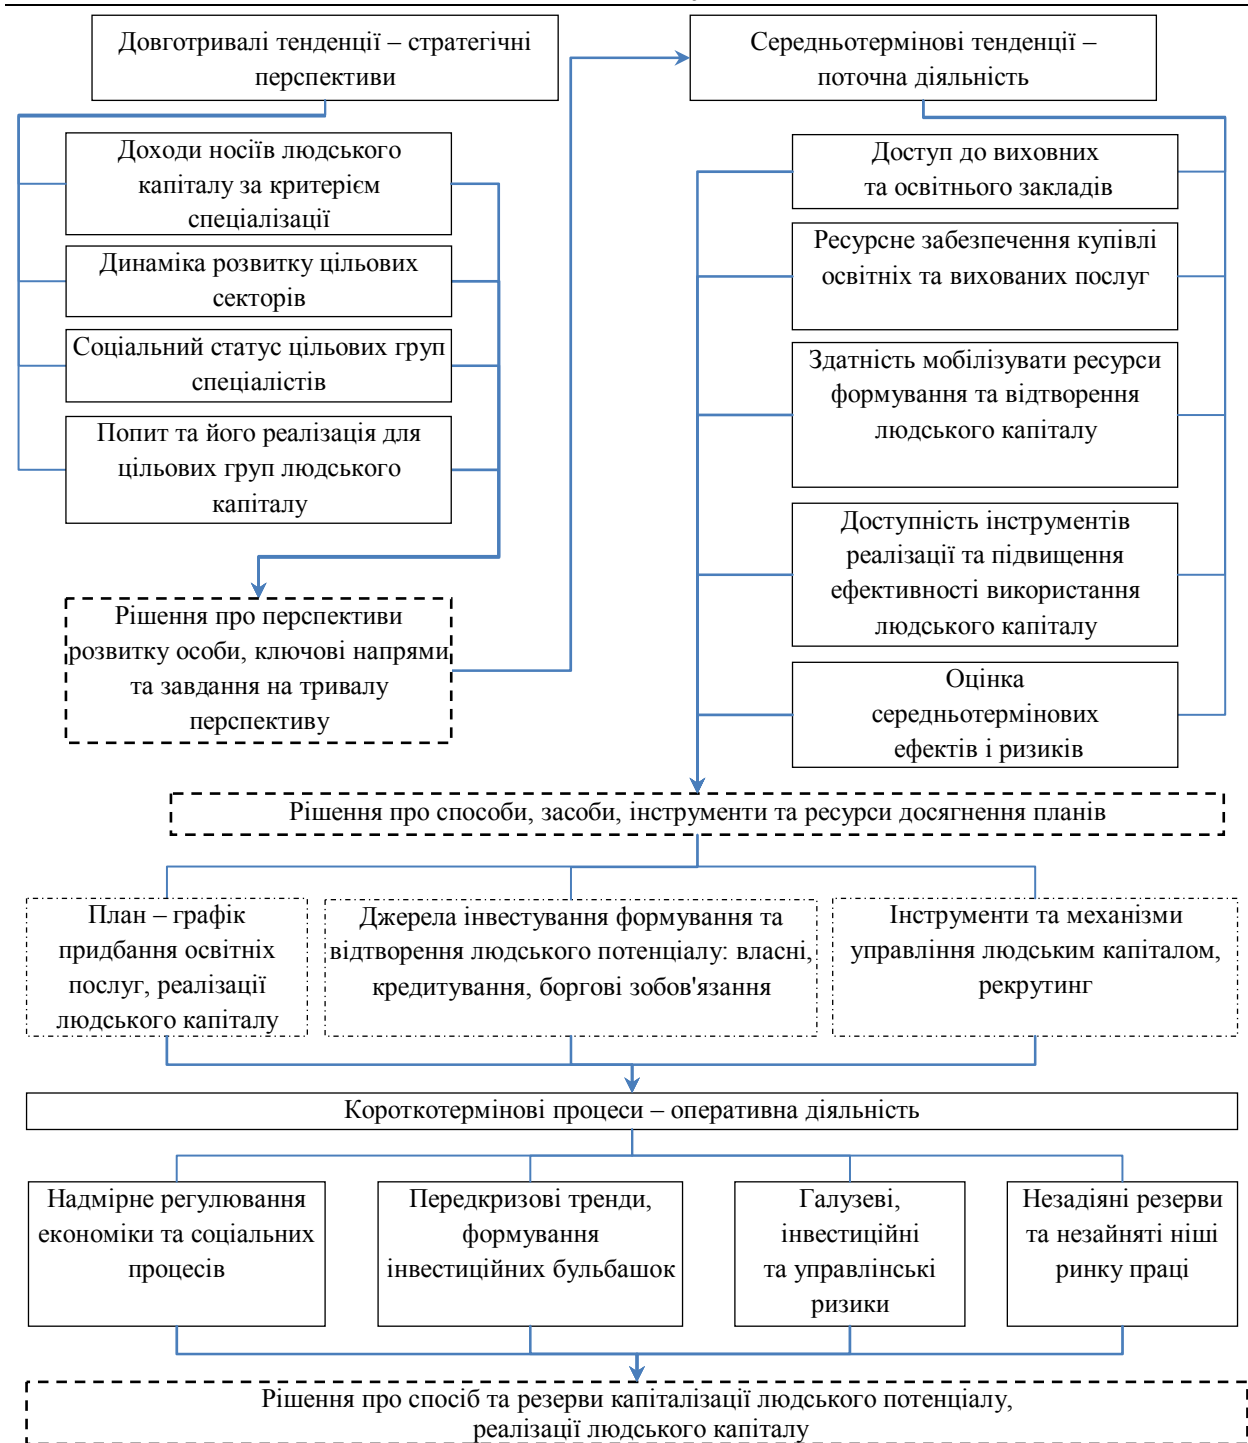 Довготривалі тенденції – стратегічні
перспективи
Середньотермінові тенденції –
поточна діяльність
Доходи носіїв людського
капіталу за критерієм
спеціалізації
Динаміка розвитку цільових
секторів
Соціальний статус цільових груп
спеціалістів
Попит та його реалізація для
цільових груп людського
капіталу
Рішення про перспективи
розвитку особи, ключові напрями
та завдання на тривалу
перспективу
Доступ до виховних
та освітнього закладів
Ресурсне забезпечення купівлі
освітніх та вихованих послуг
Здатність мобілізувати ресурси
формування та відтворення
людського капіталу
Доступність інструментів
реалізації та підвищення
ефективності використання
людського капіталу
Оцінка
середньотермінових
ефектів і ризиків
Рішення про способи, засоби, інструменти та ресурси досягнення планів
План – графік
придбання освітніх
послуг, реалізації
людського капіталу
Джерела інвестування формування та
відтворення людського потенціалу: власні,
кредитування, боргові зобов'язання
Інструменти та механізми
управління людським капіталом,
рекрутинг
Короткотермінові процеси – оперативна діяльність
Надмірне регулювання
економіки та соціальних
процесів
Передкризові тренди,
формування
інвестиційних бульбашок
Галузеві,
інвестиційні
та управлінські
ризики
Незадіяні резерви
та незайняті ніші
ринку праці
Рішення про спосіб та резерви капіталізації людського потенціалу,
реалізації людського капіталу